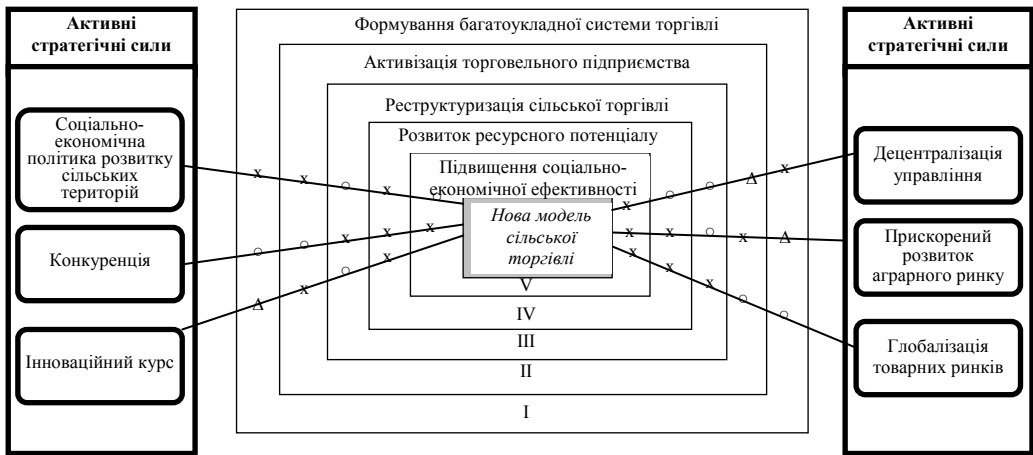 Активні
стратегічні сили
Соціально-
економічна
політика розвитку
сільських
територій
Конкуренція
Інноваційний курс
Формування багатоукладної системи торгівлі
Активізація торговельного підприємства
Реструктуризація сільської торгівлі
Розвиток ресурсного потенціалу
Підвищення соціально-
економічної ефективності
Нова модель
сільської
торгівлі
V
IV
III
II
I
x x ○ x ○
○ ○ x x x
Δ x ○ x
x ○ ○ Δ x
x x ○ x Δ
x x x ○ ○
Активні
стратегічні сили
Децентралізація
управління
Прискорений
розвиток
аграрного ринку
Глобалізація
товарних ринків